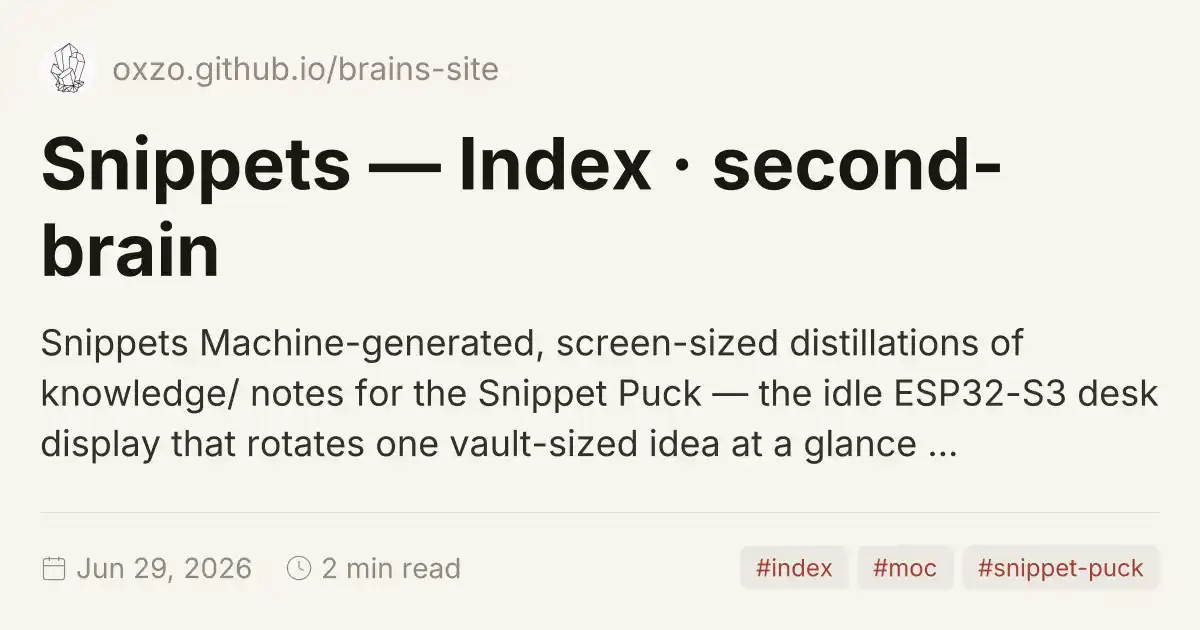 oxzo.github.io/brains-site
Snippets — Index · second-
brain
Snippets Machine-generated, screen-sized distillations of
knowledge/ notes for the Snippet Puck — the idle ESP32-S3 desk
display that rotates one vault-sized idea at a glance ...
Jun 29, 2026 2 min read #index #moc #snippet-puck